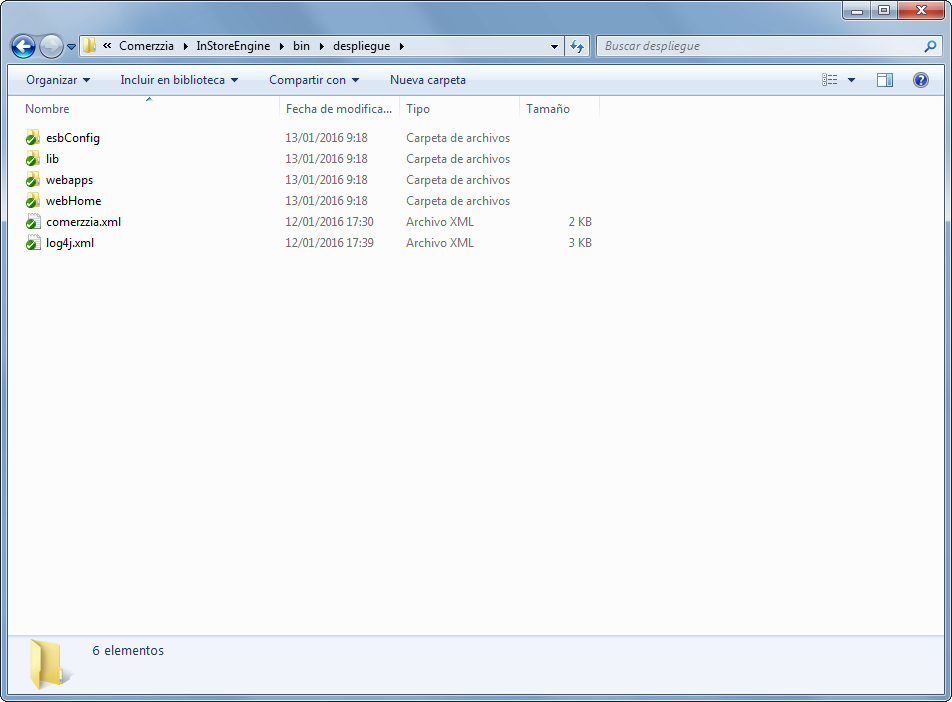 « Comerzzia InStoreEngine bin despliegue Buscar despliegue
Organizar Incluir en biblioteca Compartir con Nueva carpeta
Nombre Fecha de modifica... Tipo Tamaño
esbConfig 13/01/2016 9:18 Carpeta de archivos
lib 13/01/2016 9:18 Carpeta de archivos
webapps 13/01/2016 9:18 Carpeta de archivos
webHome 13/01/2016 9:18 Carpeta de archivos
comerzzia.xml 12/01/2016 17:30 Archivo XML 2 KB
log4j.xml 12/01/2016 17:39 Archivo XML 3 KB
6 elementos